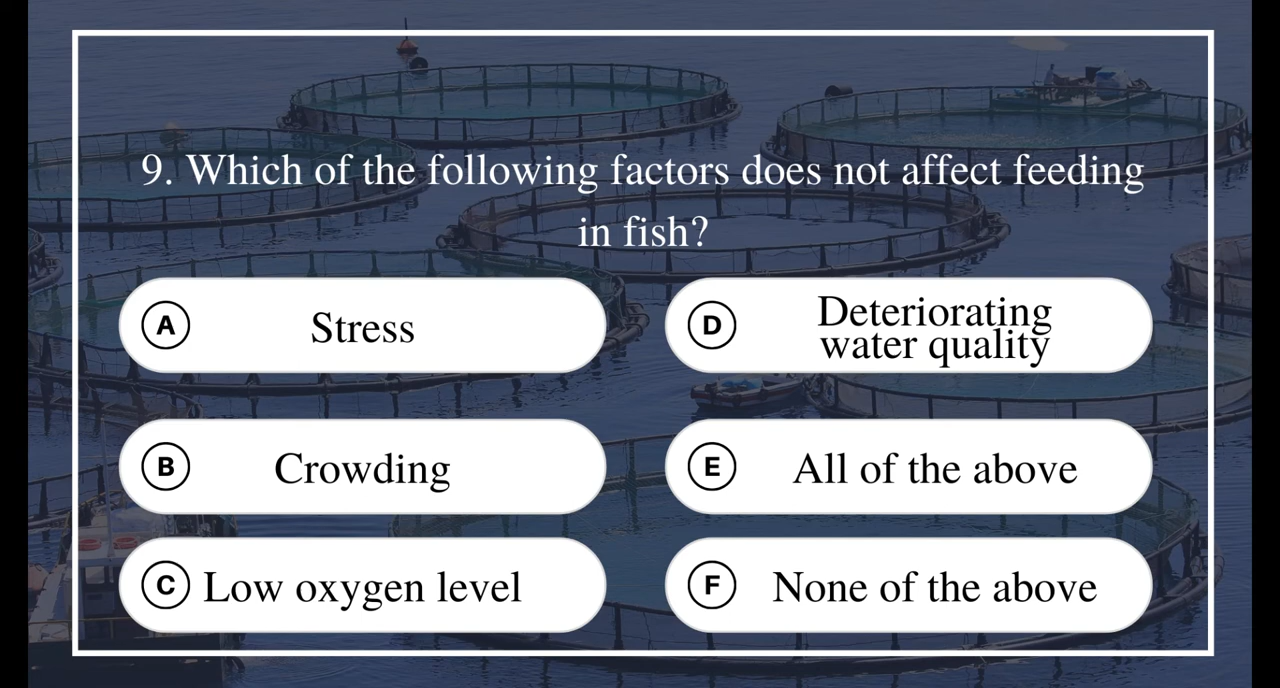 9. Which of the following factors does not affect feeding
in fish?
A Stress
B Crowding
C Low oxygen level
D Deteriorating
water quality
E All of the above
F None of the above